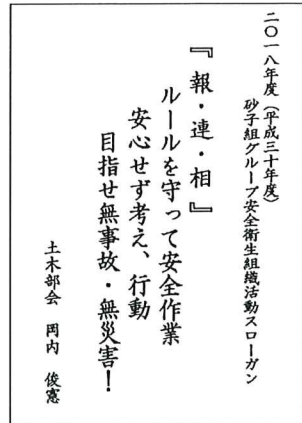 二〇一八年度(平成三十年度)
砂子組グループ安全衛生組織活動スローガン
『報・連・相』
ルールを守って安全作業
安心せず考え、行動
目指せ無事故・無災害!
土木部会 岡内 俊憲